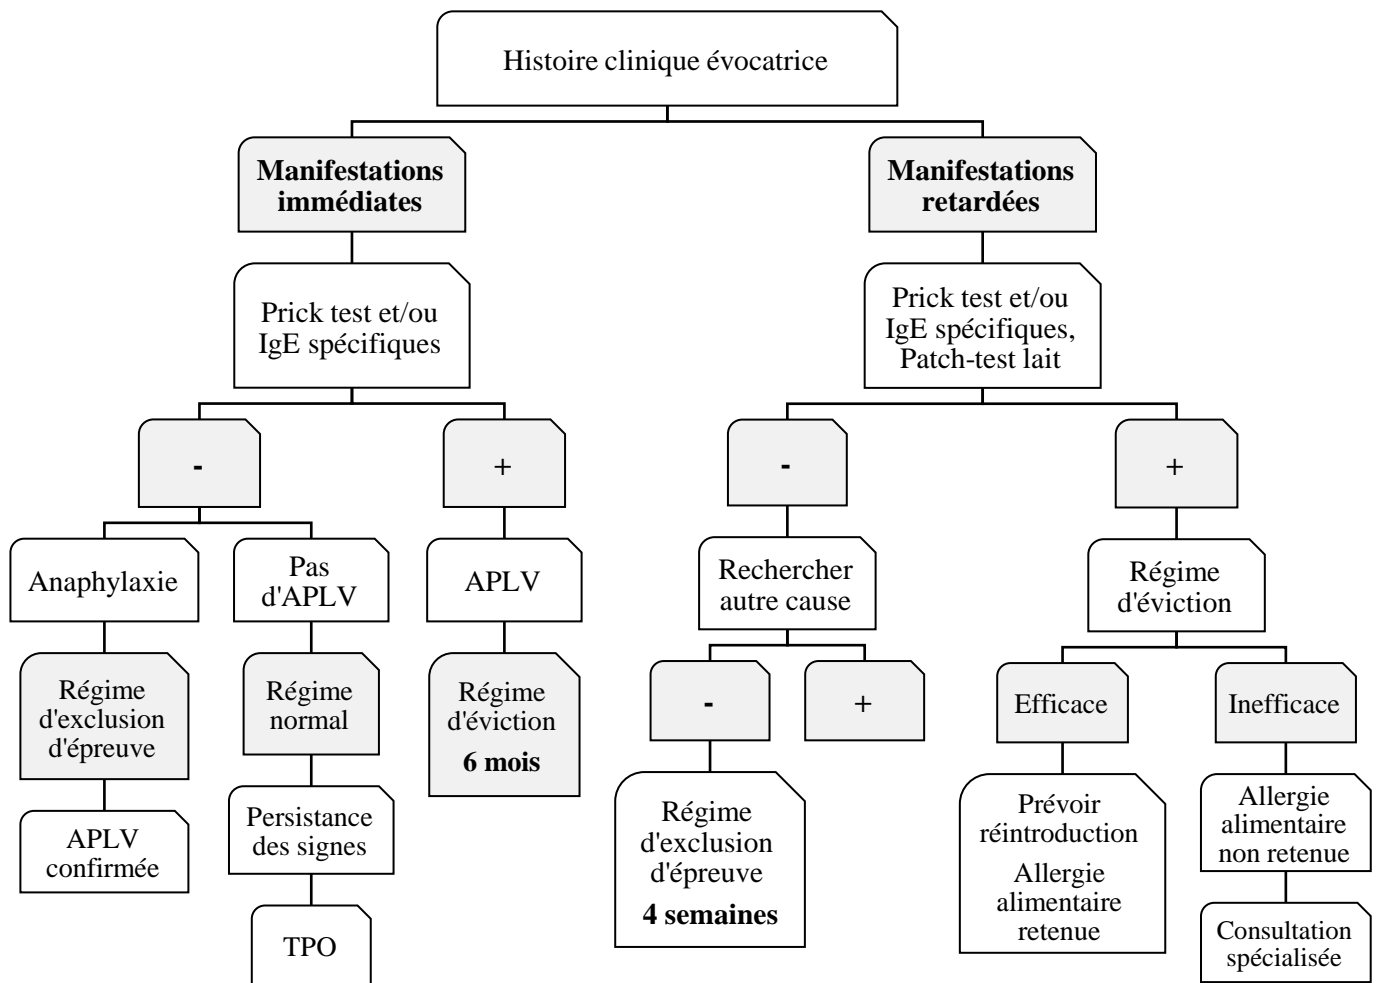 Histoire clinique évocatrice
Manifestations
immédiates
Manifestations
retardées
Prick test et/ou
IgE spécifiques
Prick test et/ou
IgE spécifiques,
Patch-test lait
-
+
-
+
Anaphylaxie
Pas
d'APLV
APLV
Rechercher
autre cause
Régime
d'éviction
Régime
d'exclusion
d'épreuve
Régime
normal
Régime
d'éviction
6 mois
-
+
Efficace
Inefficace
APLV
confirmée
Persistance
des signes
Régime
d'exclusion
d'épreuve
4 semaines
Prévoir
réintroduction
Allergie
alimentaire
retenue
Allergie
alimentaire
non retenue
TPO
Consultation
spécialisée